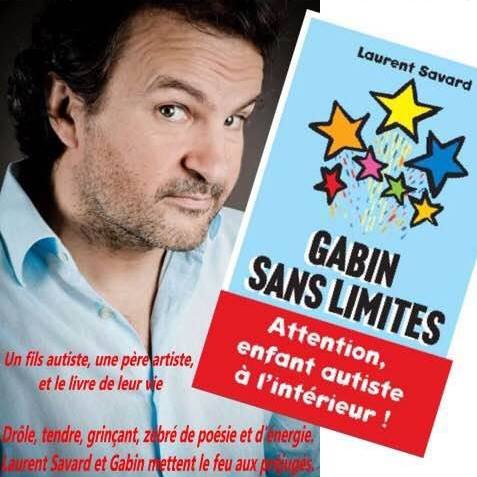 Laurent Savard
GABIN
SANS LIMITES
Attention,
enfant autiste
à l'intérieur !
Un fils autiste, une père artiste,
et le livre de leur vie
Drôle, tendre, grinçant, zébré de poésie et d'énergie.
Laurent Savard et Gabin mettent le feu aux préjugés.